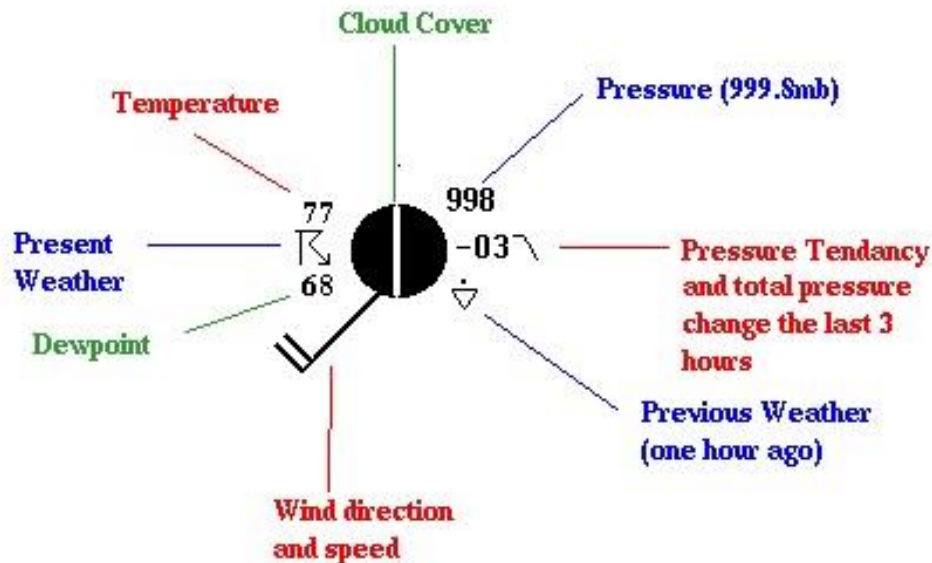 Cloud Cover
Temperature
Pressure (999.8mb)
77
998
Present
Weather
-03
Pressure Tendancy
and total pressure
change the last 3
hours
68
Dewpoint
Previous Weather
(one hour ago)
Wind direction
and speed